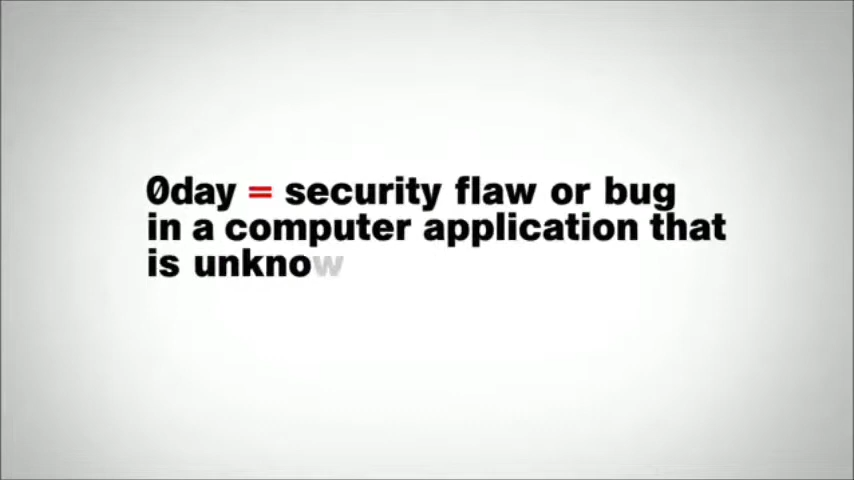 0day = security flaw or bug
in a computer application that
is unknow